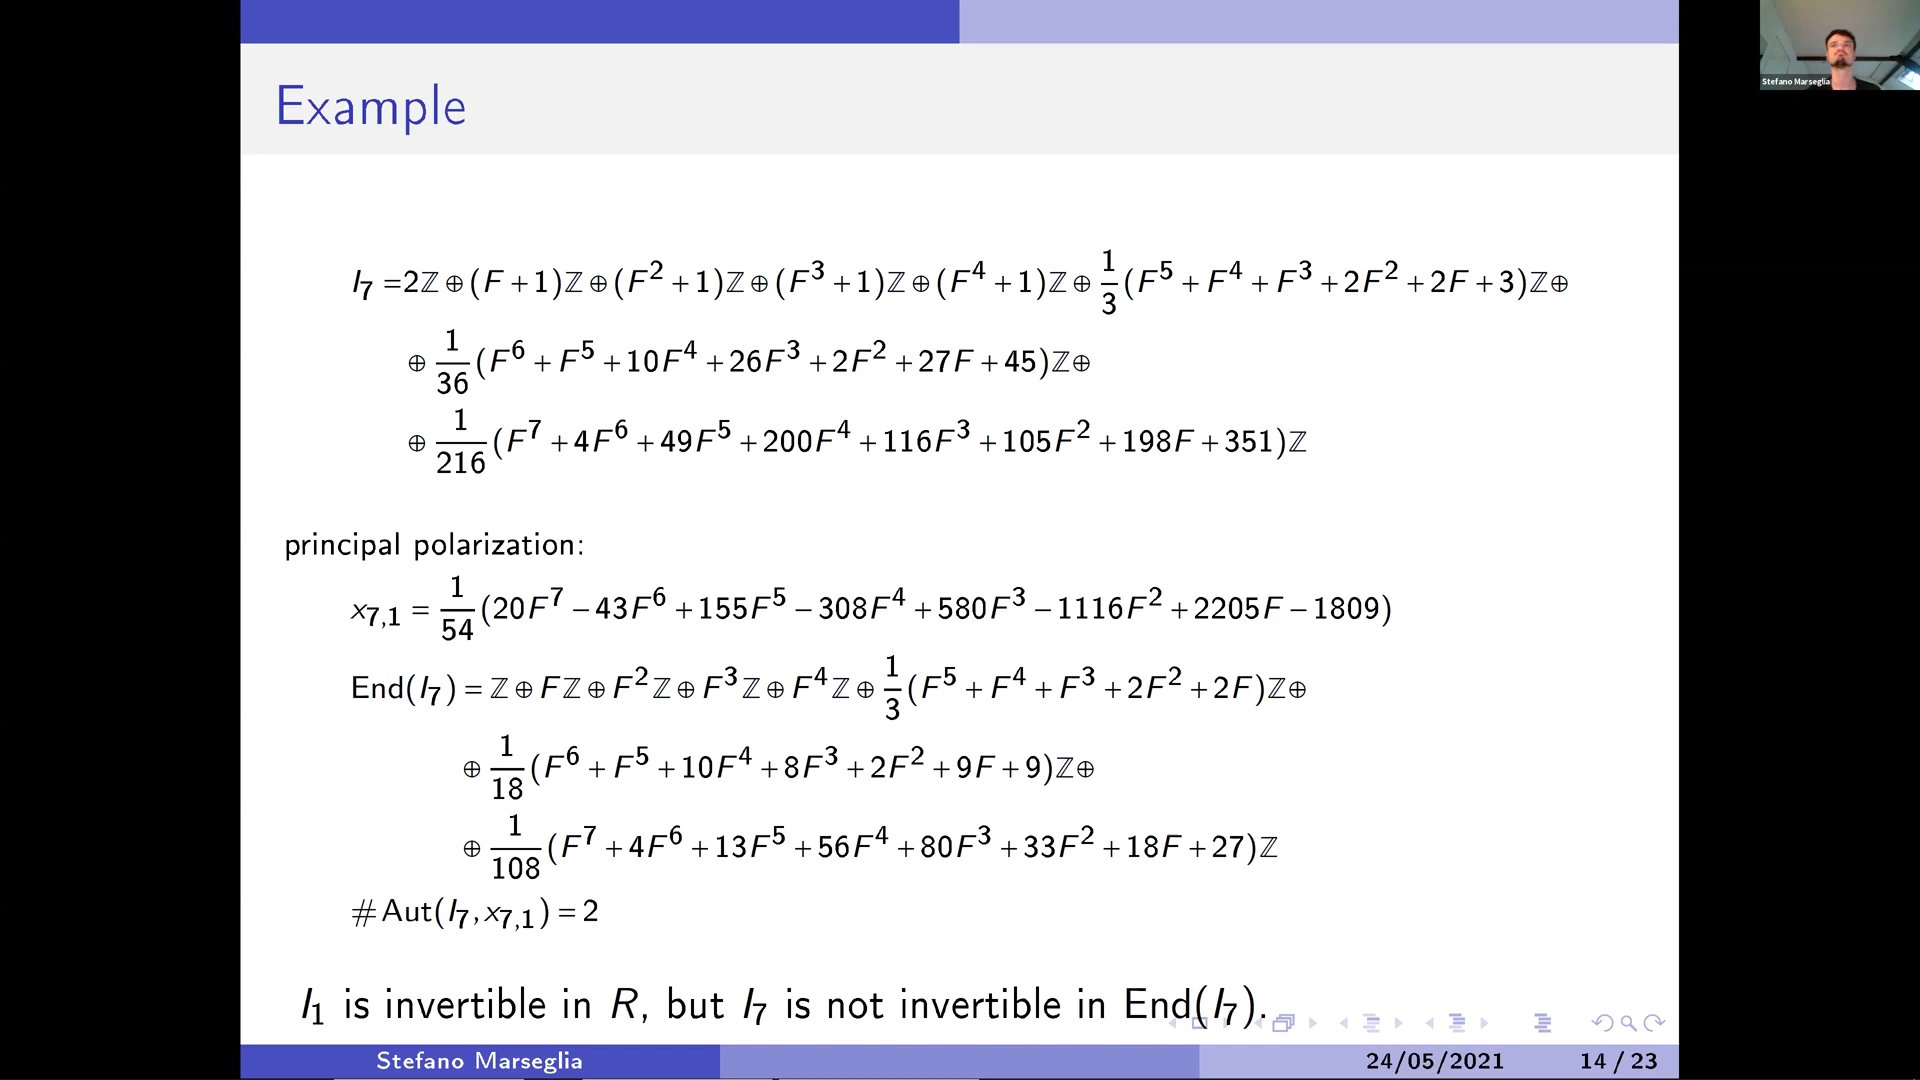 Example
Stefano Marseglia
I₇ =2ℤ⊕(F+1)ℤ⊕(F²+1)ℤ⊕(F³+1)ℤ⊕(F⁴+1)ℤ⊕ 1/3 (F⁵+F⁴+F³+2F²+2F+3)ℤ⊕
⊕ 1/36 (F⁶+F⁵+10F⁴+26F³+2F²+27F+45)ℤ⊕
⊕ 1/216 (F⁷+4F⁶+49F⁵+200F⁴+116F³+105F²+198F+351)ℤ
principal polarization:
x₇,₁ = 1/54 (20F⁷−43F⁶+155F⁵−308F⁴+580F³−1116F²+2205F−1809)
End(I₇)=ℤ⊕Fℤ⊕F²ℤ⊕F³ℤ⊕F⁴ℤ⊕ 1/3 (F⁵+F⁴+F³+2F²+2F)ℤ⊕
⊕ 1/18 (F⁶+F⁵+10F⁴+8F³+2F²+9F+9)ℤ⊕
⊕ 1/108 (F⁷+4F⁶+13F⁵+56F⁴+80F³+33F²+18F+27)ℤ
#Aut(I₇,x₇,₁)=2
I₁ is invertible in R, but I₇ is not invertible in End(I₇).
Stefano Marseglia 24/05/2021 14 / 23